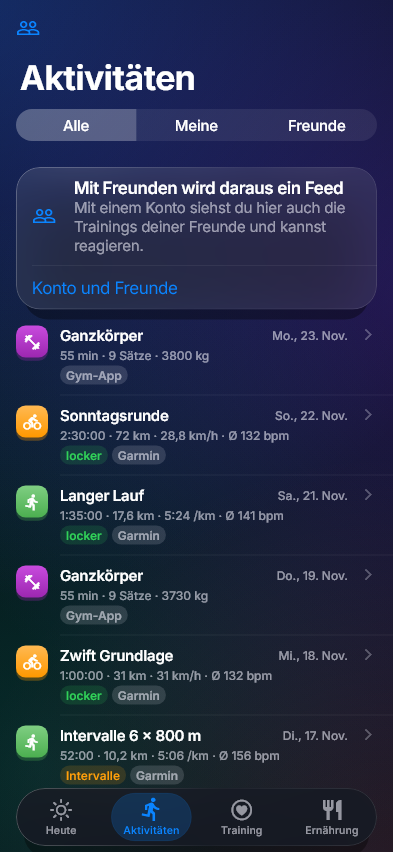 Aktivitäten
Alle Meine Freunde
Mit Freunden wird daraus ein Feed
Mit einem Konto siehst du hier auch die
Trainings deiner Freunde und kannst
reagieren.
Konto und Freunde
Ganzkörper Mo., 23. Nov.
55 min · 9 Sätze · 3800 kg
Gym-App
Sonntagsrunde So., 22. Nov.
2:30:00 · 72 km · 28,8 km/h · Ø 132 bpm
locker Garmin
Langer Lauf Sa., 21. Nov.
1:35:00 · 17,6 km · 5:24 /km · Ø 141 bpm
locker Garmin
Ganzkörper Do., 19. Nov.
55 min · 9 Sätze · 3730 kg
Gym-App
Zwift Grundlage Mi., 18. Nov.
1:00:00 · 31 km · 31 km/h · Ø 132 bpm
locker Garmin
Intervalle 6 × 800 m Di., 17. Nov.
52:00 · 10,2 km · 5:06 /km · Ø 156 bpm
Intervalle Garmin
Heute Aktivitäten Training Ernährung